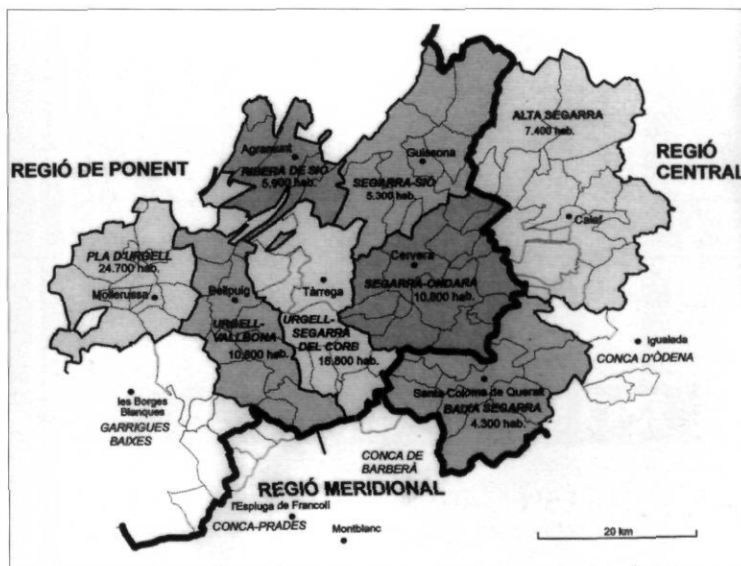 ALTA SEGARRA
7.400 hab.
Agramunt
Guissona
REGIÓ DE PONENT
REGIÓ
CENTRAL
RIBERA DE SIÓ
5.900 hab.
SEGARRA-SIÓ
5.300 hab.
Calaf
PLA D'URGELL
24.700 hab.
Cervera
SEGARRA-ONDARA
10.800 hab.
Mollerussa
Bellpuig
Tàrrega
URGELL-
VALLBONA
10.800 hab.
URGELL-
SEGARRA
DEL CORB
16.800 hab.
Igualada
CONCA D'ÒDENA
les Borges
Blanques
Santa Coloma de Queralt
BAIXA SEGARRA
4.300 hab.
GARRIGUES
BAIXES
CONCA DE
BARBERÀ
REGIÓ MERIDIONAL
l'Espluga de Francolí
CONCA-PRADES
Montblanc
20 km